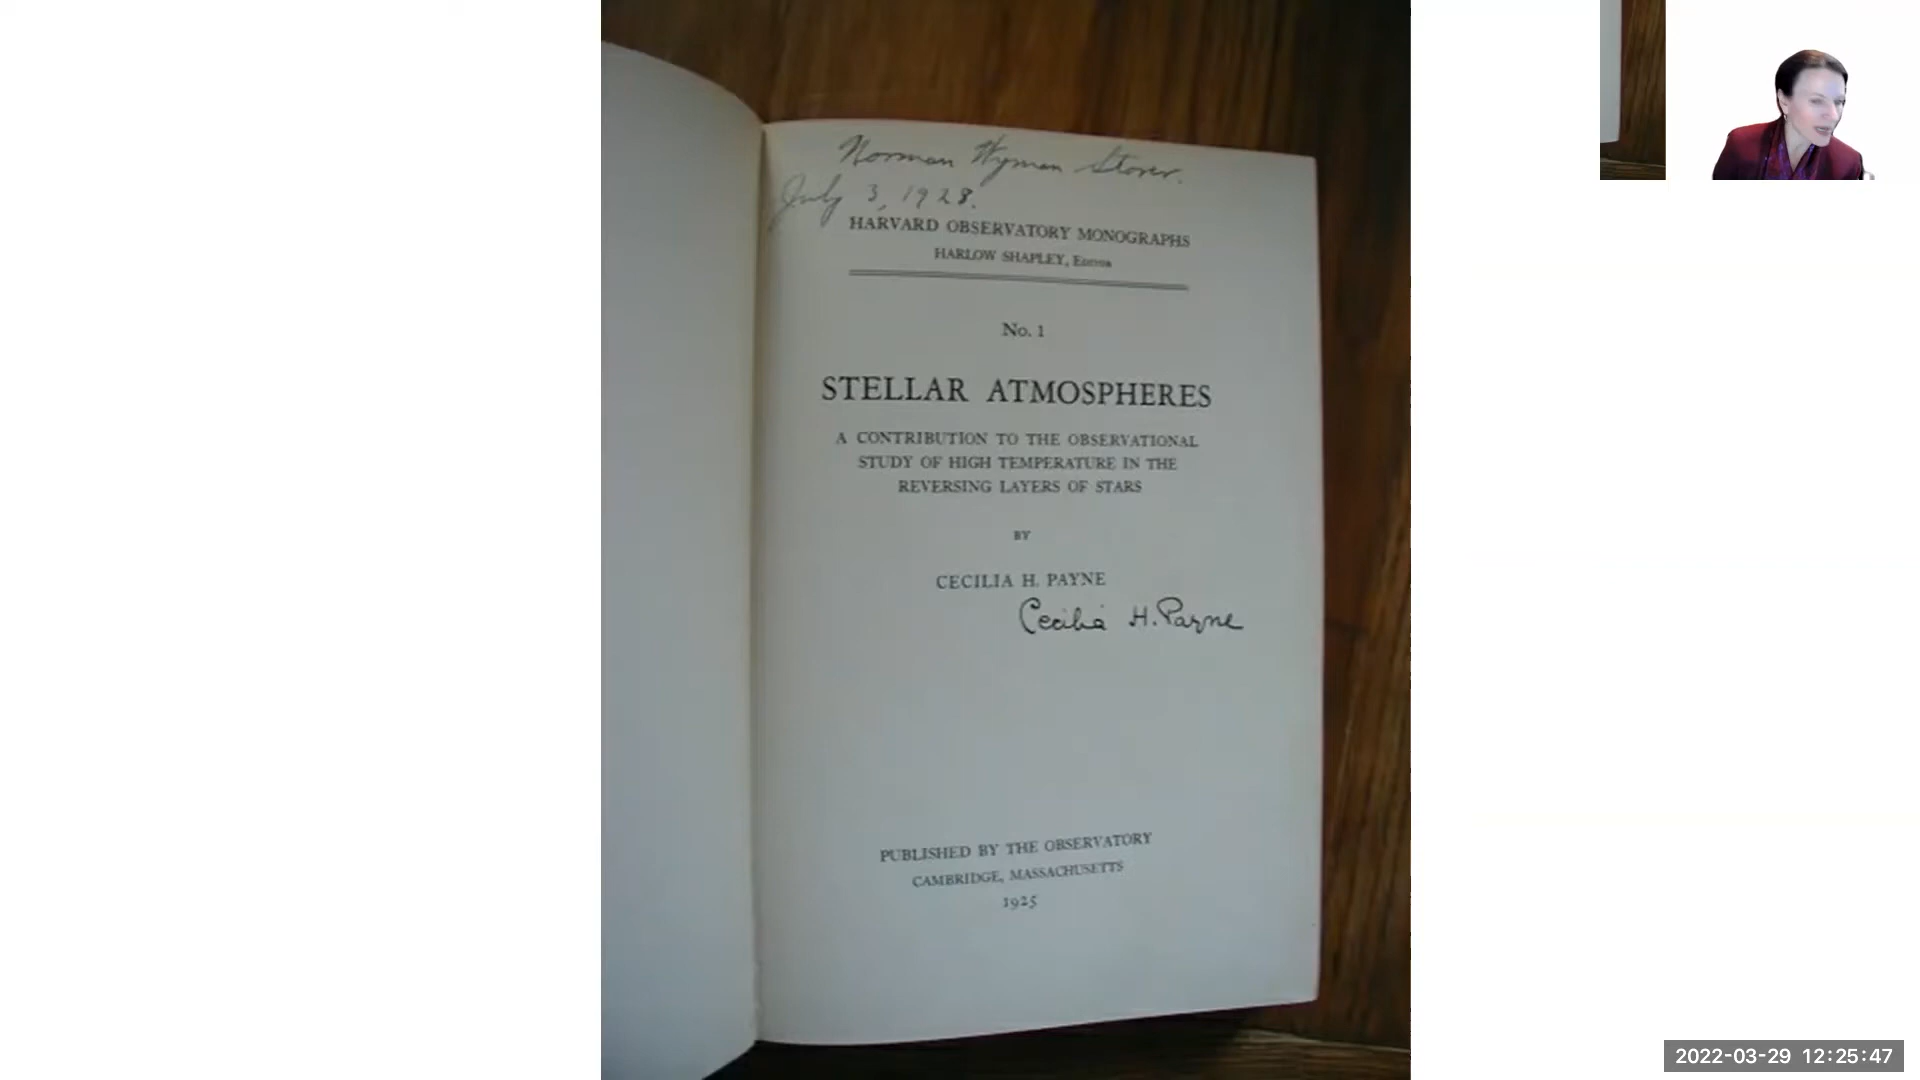 Norman Wyman Storer.
July 3, 1928.
HARVARD OBSERVATORY MONOGRAPHS
HARLOW SHAPLEY, EDITOR
No. 1
STELLAR ATMOSPHERES
A CONTRIBUTION TO THE OBSERVATIONAL
STUDY OF HIGH TEMPERATURE IN THE
REVERSING LAYERS OF STARS
BY
CECILIA H. PAYNE
Cecilia H. Payne
PUBLISHED BY THE OBSERVATORY
CAMBRIDGE, MASSACHUSETTS
1925
2022-03-29 12:25:47